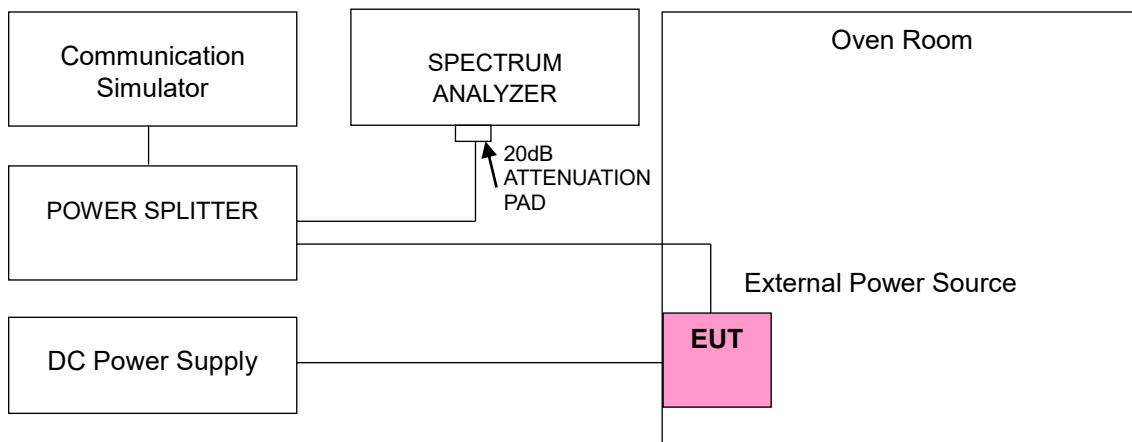 Communication
Simulator
SPECTRUM
ANALYZER
Oven Room
20dB
ATTENUATION
PAD
POWER SPLITTER
External Power Source
EUT
DC Power Supply